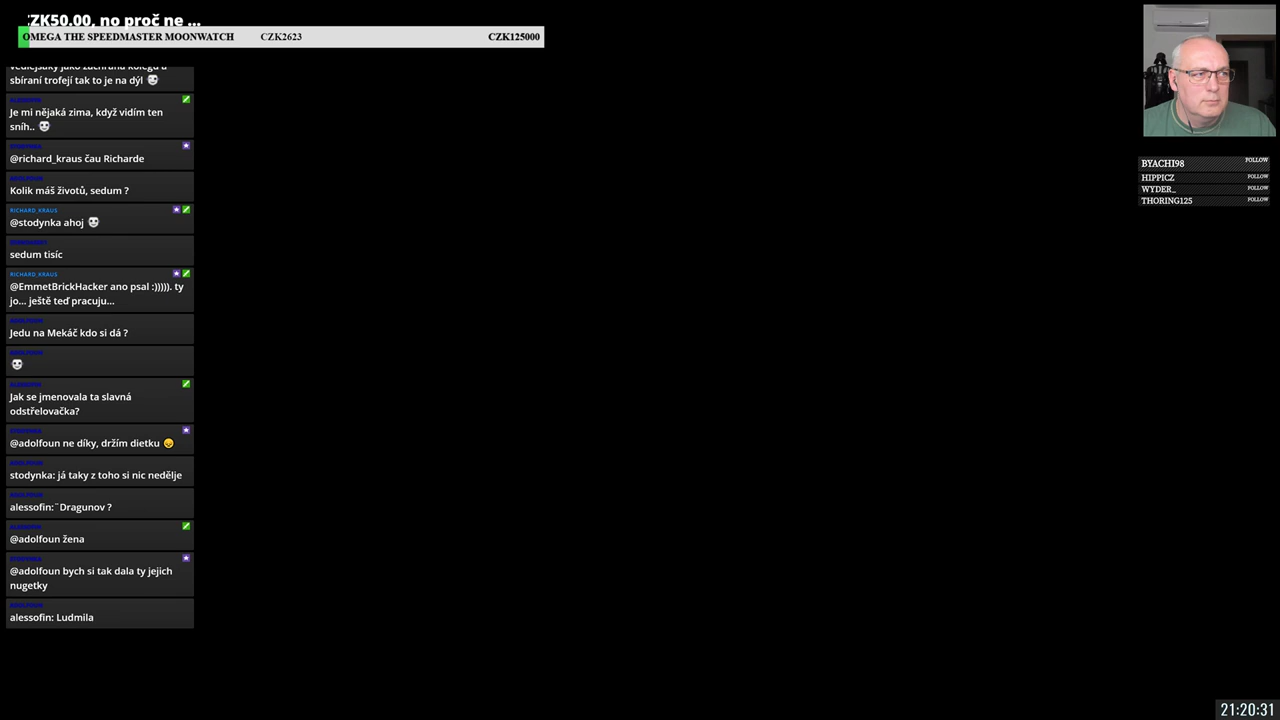 ZK50.00, no proč ne ...
OMEGA THE SPEEDMASTER MOONWATCH CZK2623 CZK125000
vedlejšáky jako záchrana kolegů a
sbíraní trofejí tak to je na dýl
Je mi nějaká zima, když vidím ten
sníh..
@richard_kraus čau Richarde
Kolik máš životů, sedum ?
RICHARD_KRAUS
@stodynka ahoj
sedum tisíc
RICHARD_KRAUS
@EmmetBrickHacker ano psal :))))). ty
jo... ještě teď pracuju...
Jedu na Mekáč kdo si dá ?
Jak se jmenovala ta slavná
odstřelovačka?
@adolfoun ne díky, držím dietku
stodynka: já taky z toho si nic nedělje
alessofin:¨Dragunov ?
@adolfoun žena
@adolfoun bych si tak dala ty jejich
nugetky
alessofin: Ludmila
BYACHI98 FOLLOW
HIPPICZ FOLLOW
WYDER_ FOLLOW
THORING125 FOLLOW
21:20:31